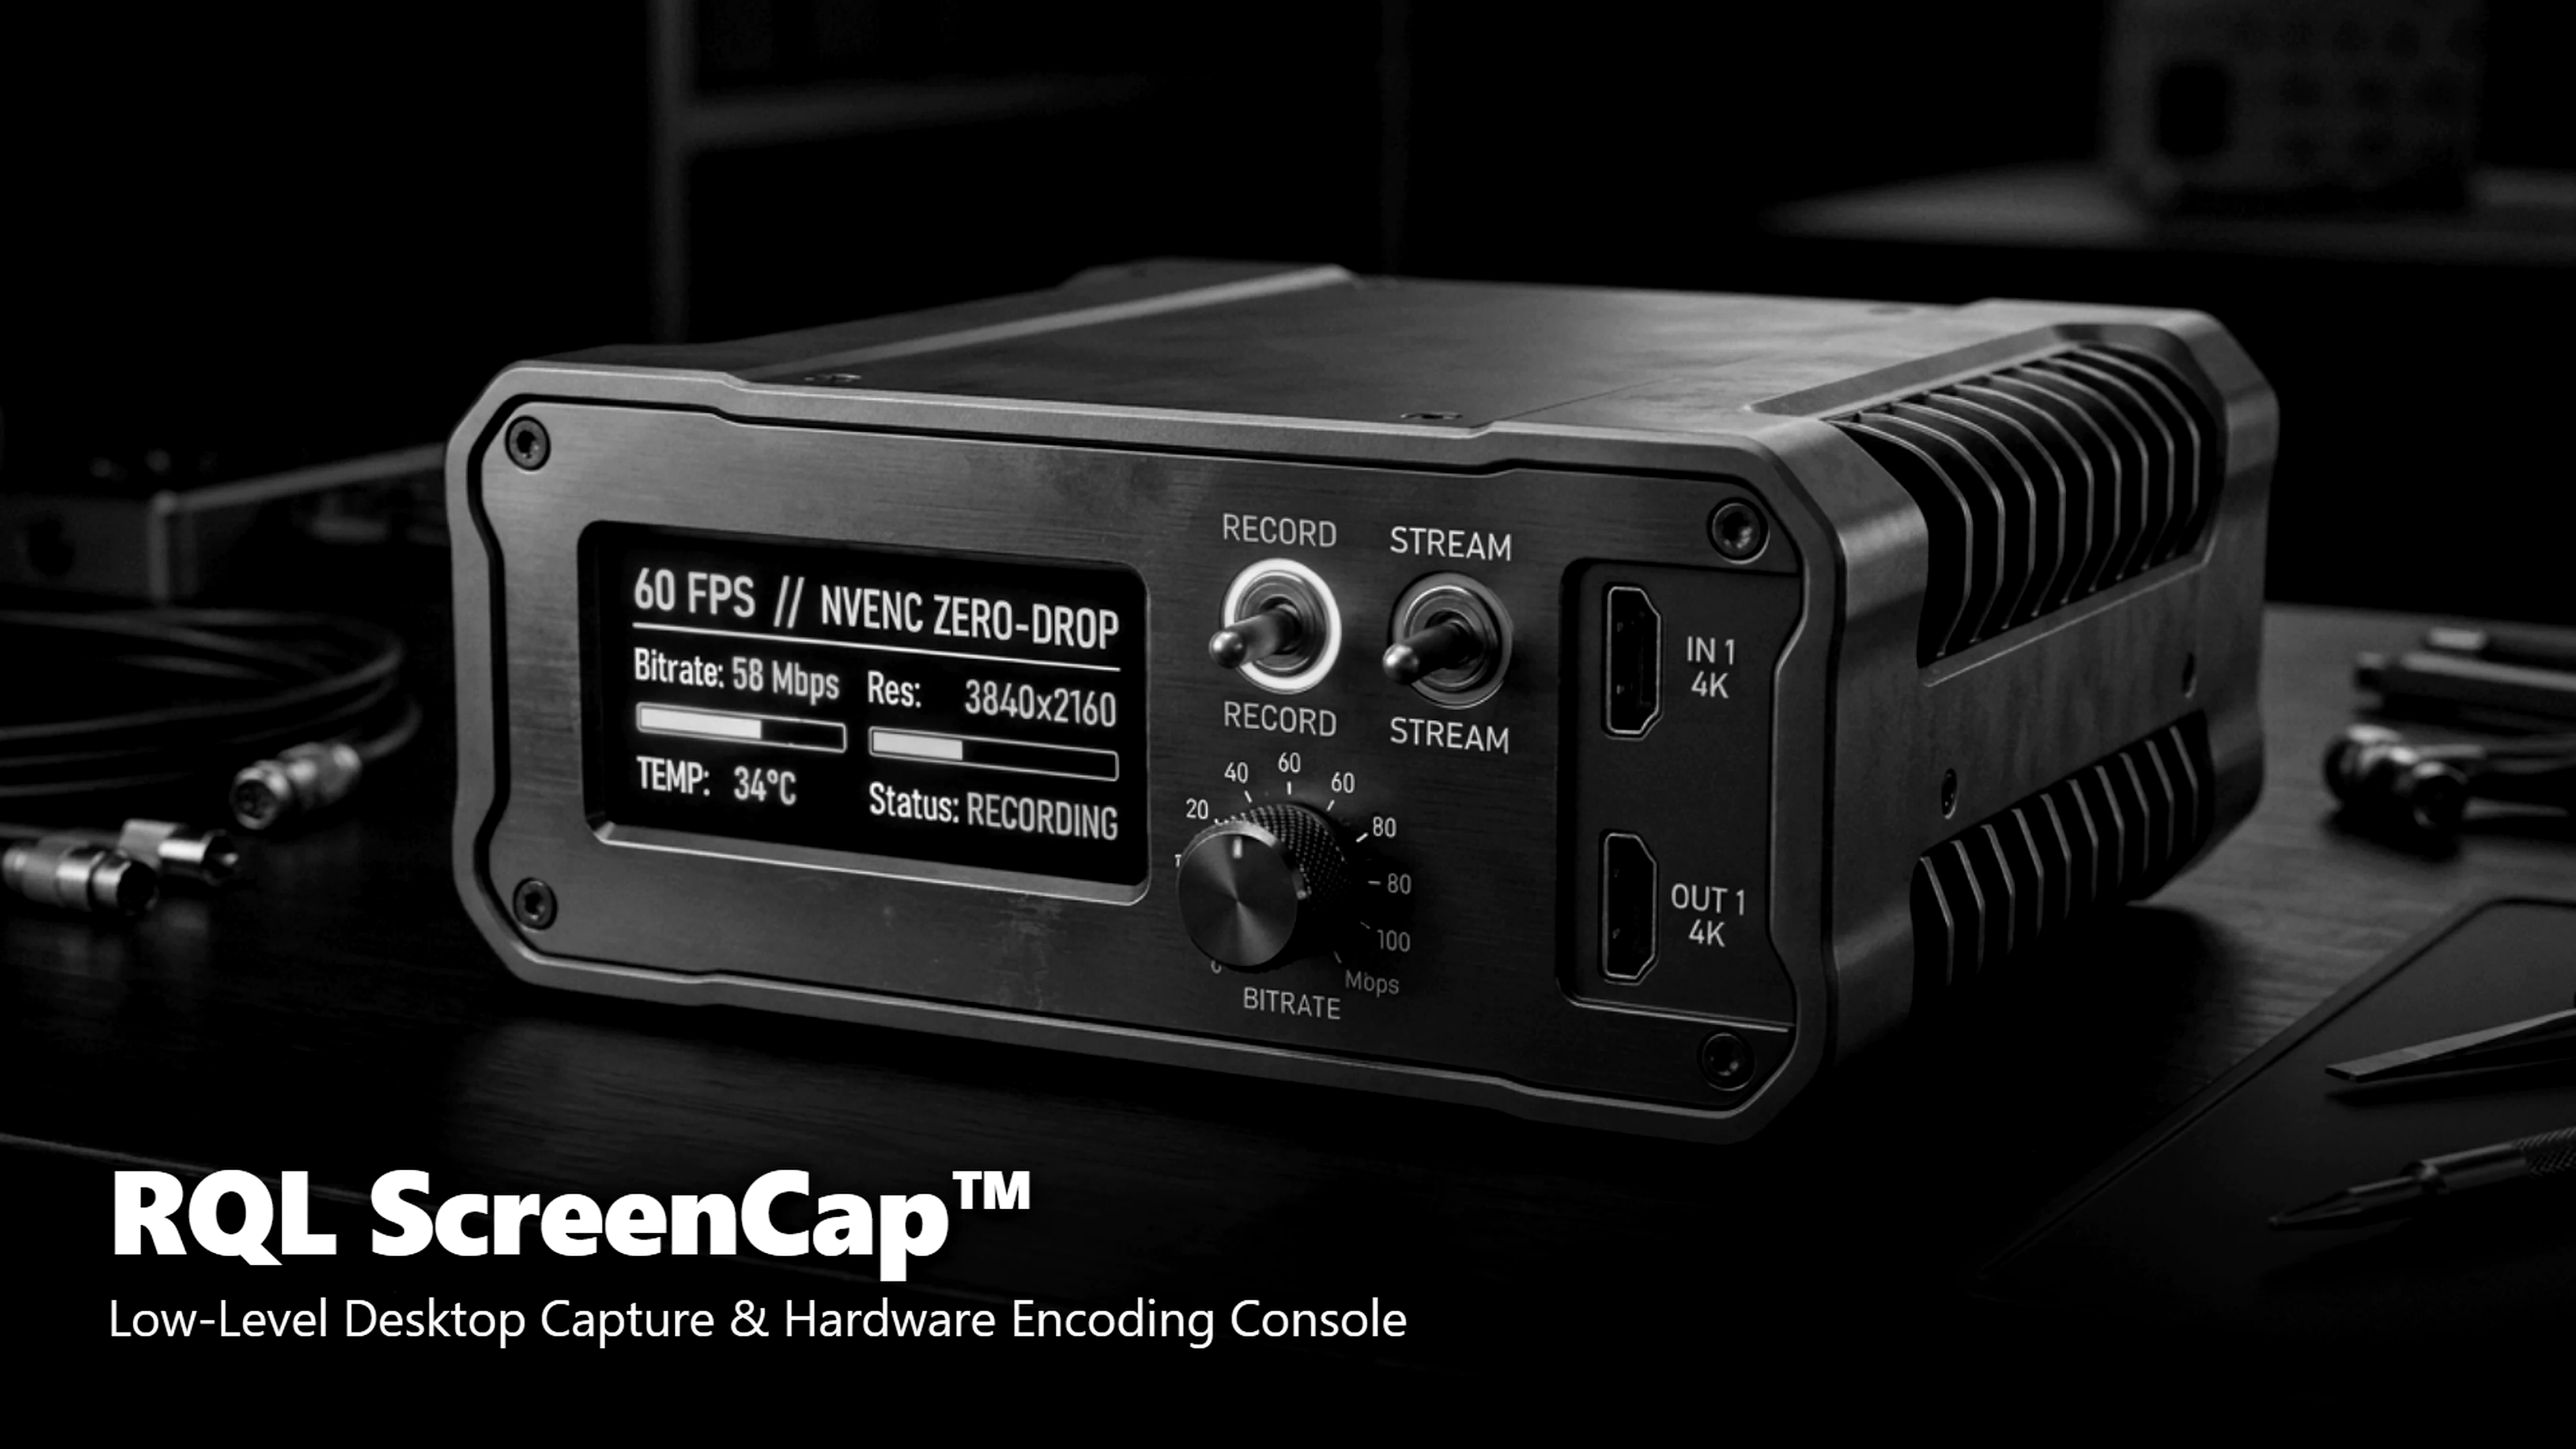 60 FPS // NVENC ZERO-DROP
Bitrate: 58 Mbps
Res: 3840x2160
TEMP: 34°C
Status: RECORDING
RECORD
STREAM
RECORD
STREAM
20
40
60
60
80
80
100
Mbps
BITRATE
IN 1
4K
OUT 1
4K
RQL ScreenCap™
Low-Level Desktop Capture & Hardware Encoding Console